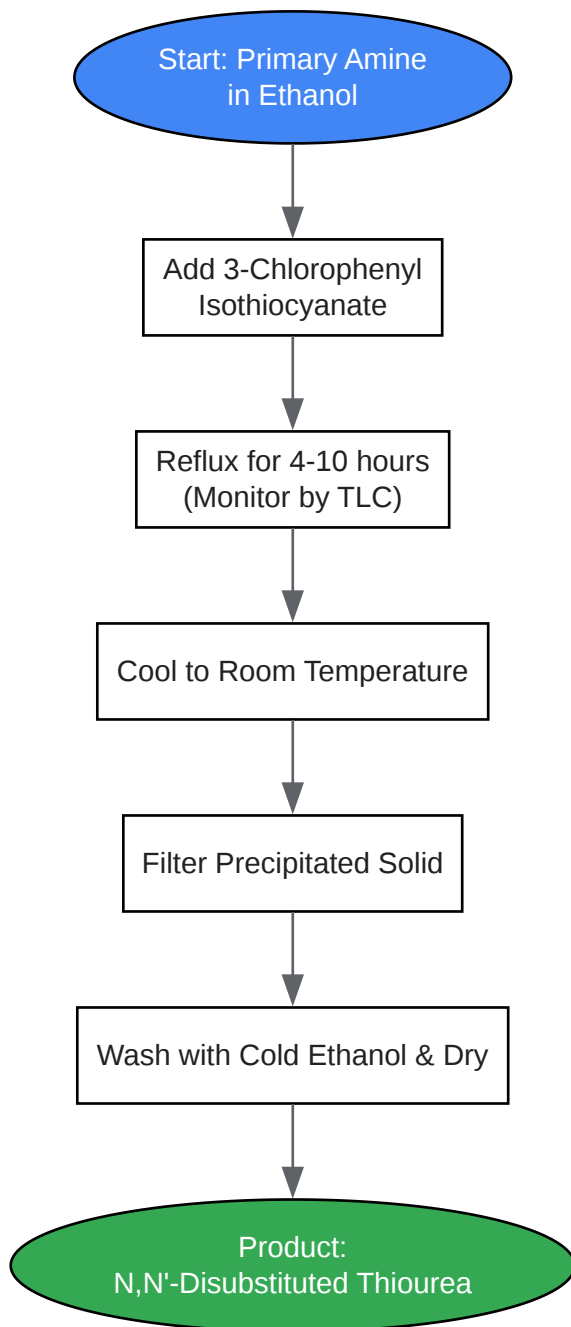 Start: Primary Amine
in Ethanol
Add 3-Chlorophenyl
Isothiocyanate
Reflux for 4-10 hours
(Monitor by TLC)
Cool to Room Temperature
Filter Precipitated Solid
Wash with Cold Ethanol & Dry
Product:
N,N'-Disubstituted Thiourea